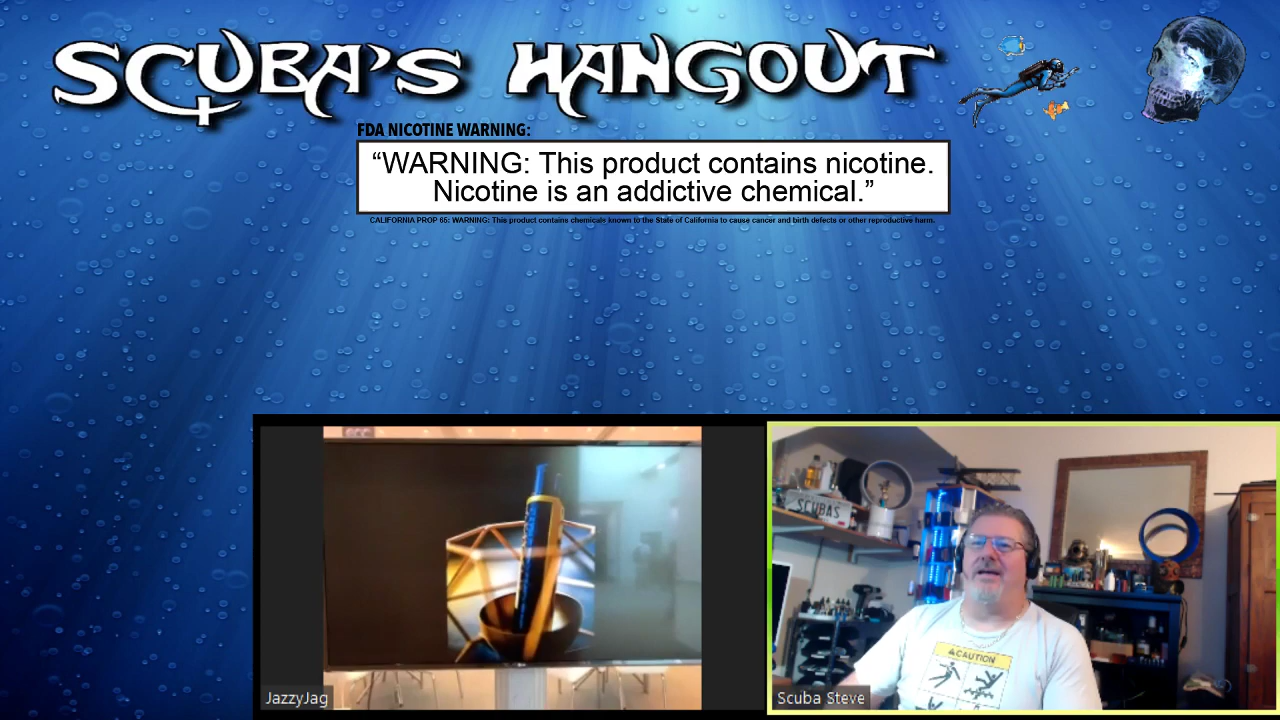 SCUBA'S HANGOUT
FDA NICOTINE WARNING:
“WARNING: This product contains nicotine.
Nicotine is an addictive chemical.”
CALIFORNIA PROP 65: WARNING: This product contains chemicals known to the State of California to cause cancer and birth defects or other reproductive harm.
SCUBAS
CAUTION
JazzyJag
Scuba Steve